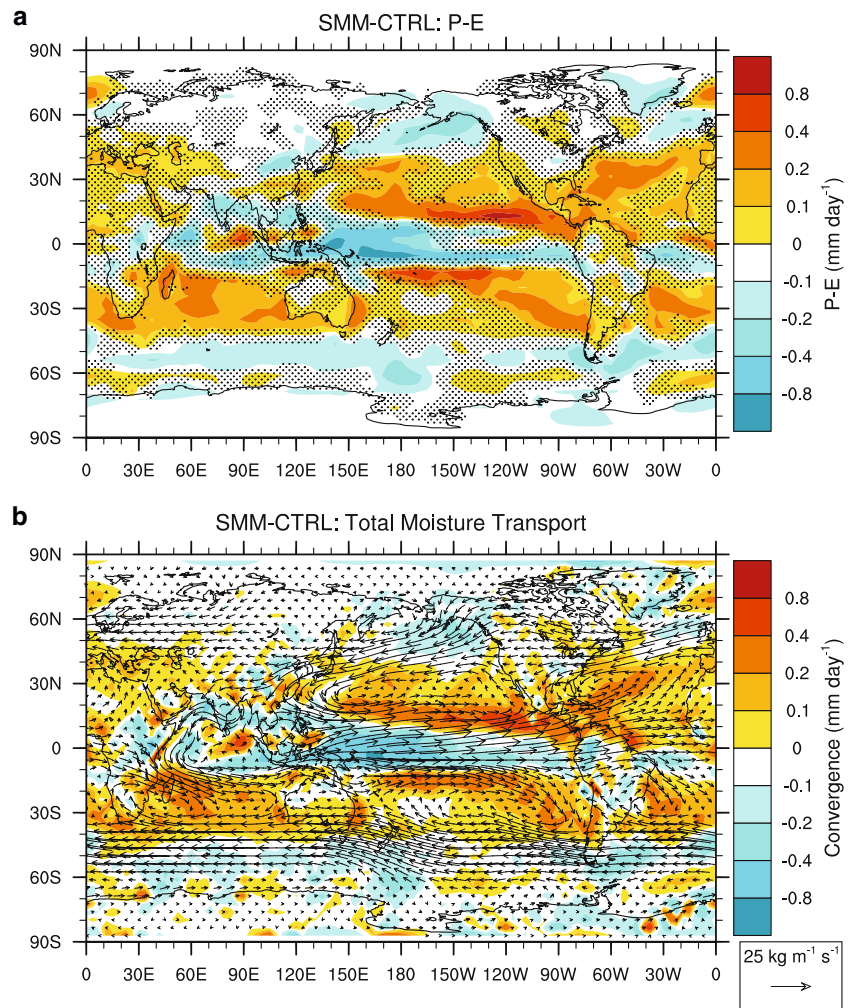 a
SMM-CTRL: P-E
90N
60N
30N
0
30S
60S
90S
0 30E 60E 90E 120E 150E 180 150W 120W 90W 60W 30W 0
0.8
0.4
0.2
0.1
0
-0.1
-0.2
-0.4
-0.8
P-E (mm day⁻¹)
b
SMM-CTRL: Total Moisture Transport
90N
60N
30N
0
30S
60S
90S
0 30E 60E 90E 120E 150E 180 150W 120W 90W 60W 30W 0
0.8
0.4
0.2
0.1
0
-0.1
-0.2
-0.4
-0.8
Convergence (mm day⁻¹)
25 kg m⁻¹ s⁻¹